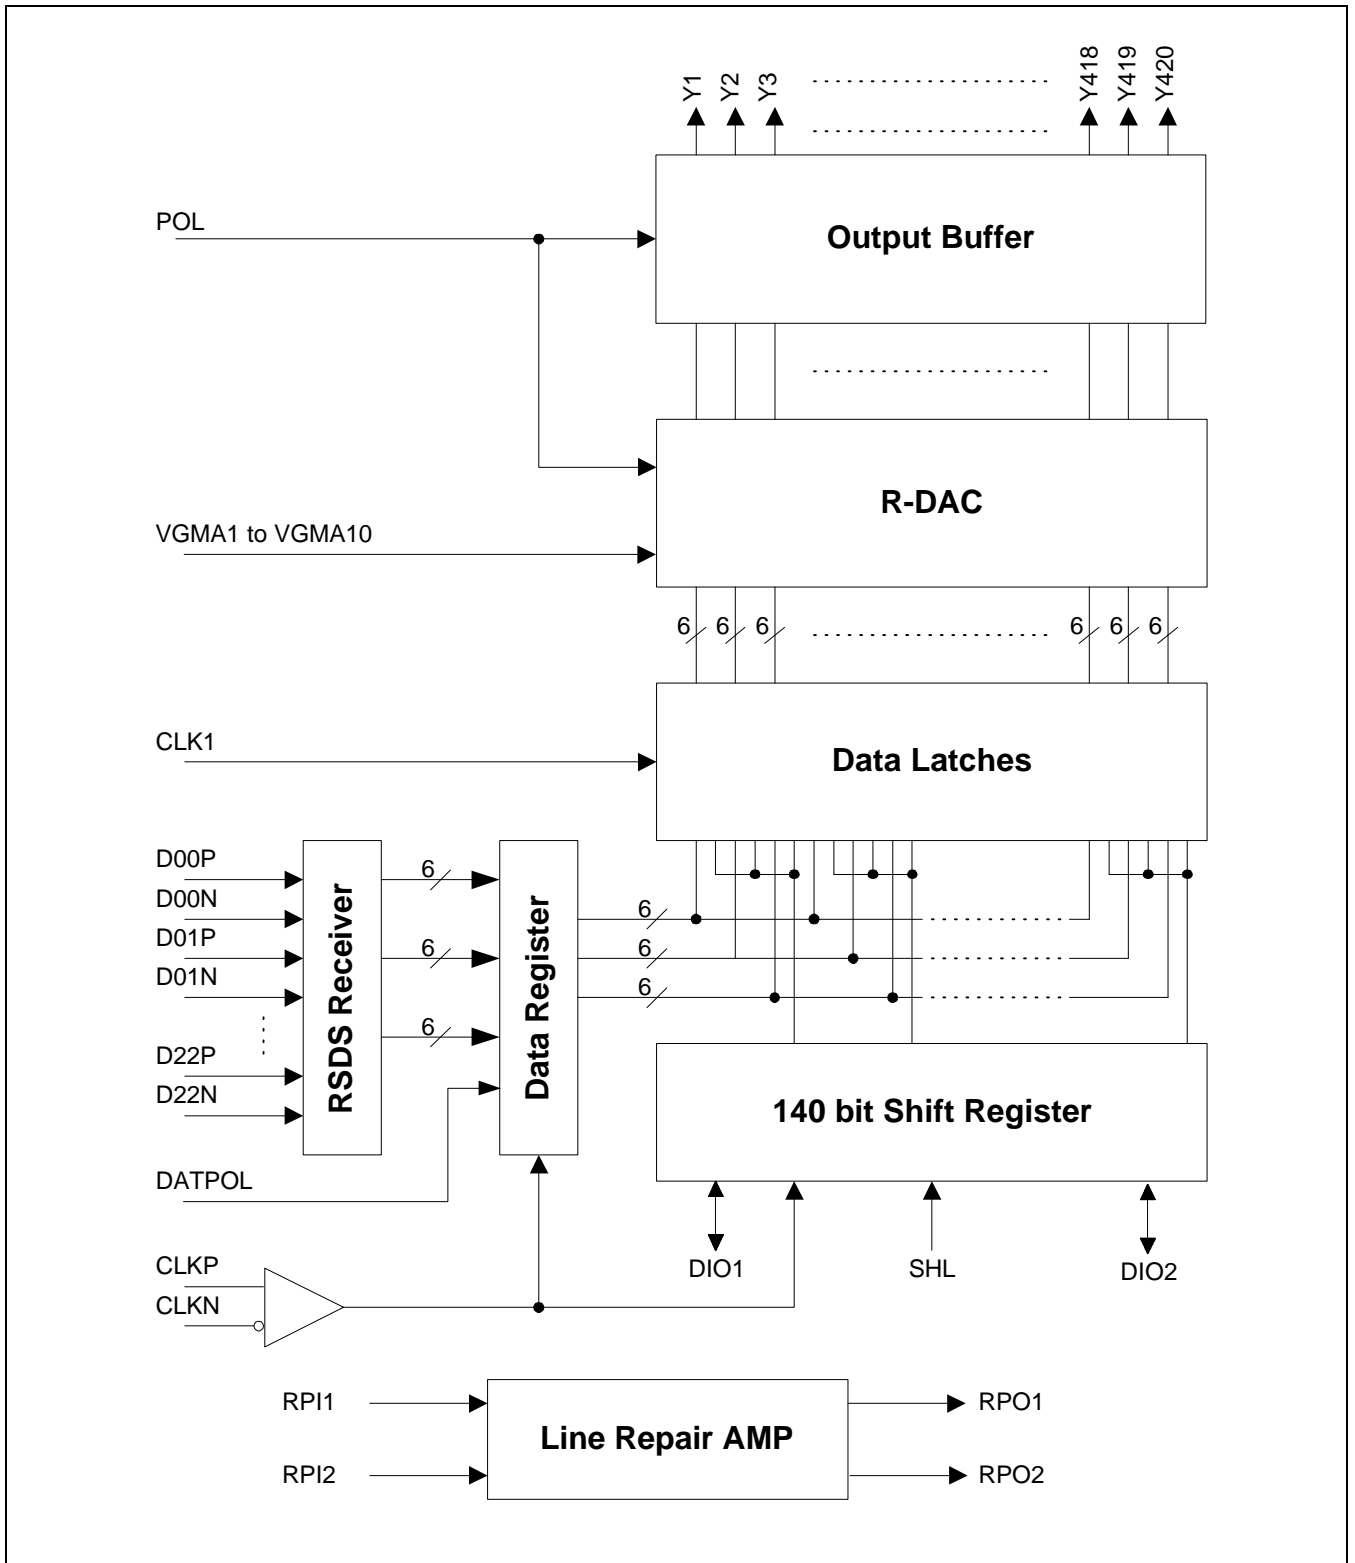 Y1 Y2 Y3 Y418 Y419 Y420
POL
Output Buffer
R-DAC
VGMA1 to VGMA10
6 6 6 6 6 6
CLK1
Data Latches
D00P
D00N
D01P
D01N
D22P
D22N
RSDS Receiver
6
6
6
Data Register
6
6
6
140 bit Shift Register
DATPOL
DIO1 SHL DIO2
CLKP
CLKN
RPI1
RPI2
Line Repair AMP
RPO1
RPO2